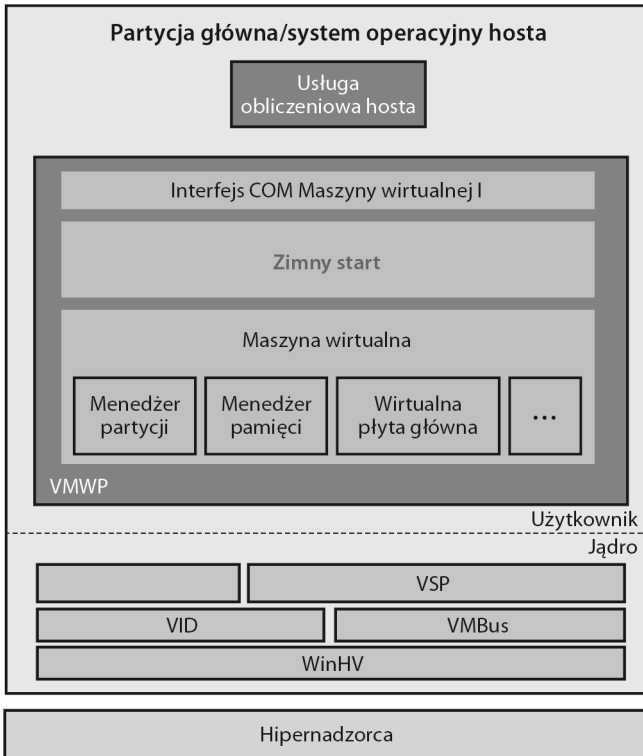 Partycja główna/system operacyjny hosta
Usługa
obliczeniowa hosta
Interfejs COM Maszyny wirtualnej I
Zimny start
Maszyna wirtualna
Menedżer
partycji
Menedżer
pamięci
Wirtualna
płyta główna
...
VMWP
Użytkownik
Jądro
VSP
VID
VMBus
WinHV
Hipernadzorca